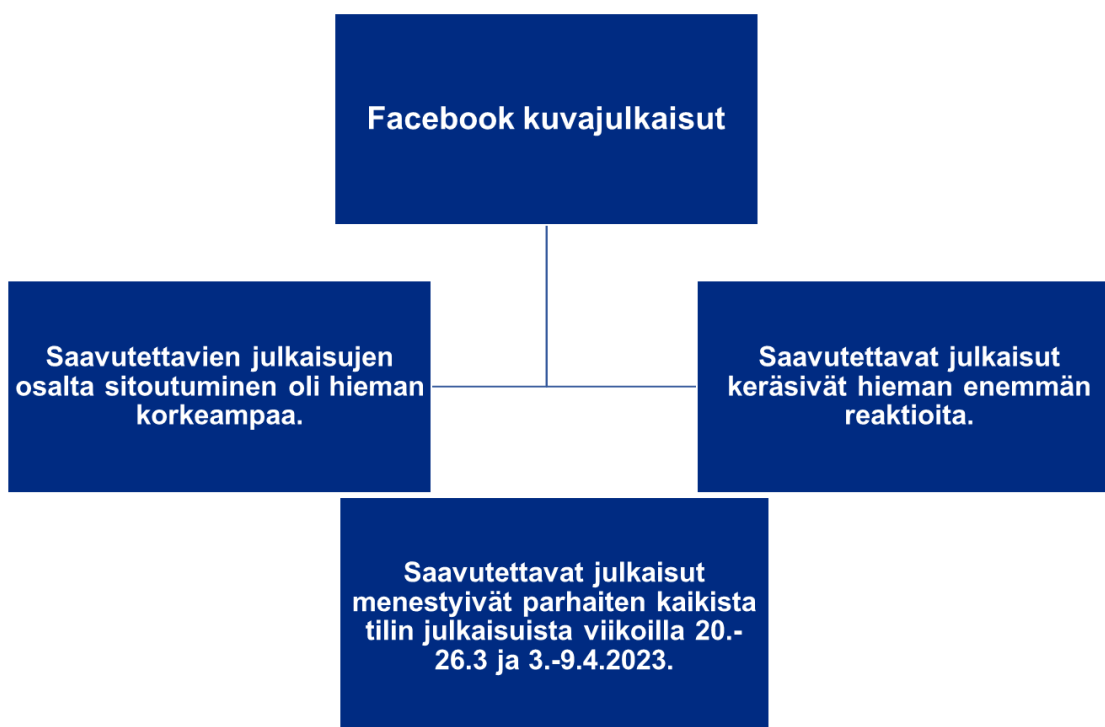 Facebook kuvajulkaisut
Saavutettavien julkaisujen
osalta sitoutuminen oli hieman
korkeampaa.
Saavutettavat julkaisut
keräsivät hieman enemmän
reaktioita.
Saavutettavat julkaisut
menestyivät parhaiten kaikista
tilin julkaisuista viikoilla 20.-
26.3 ja 3.-9.4.2023.